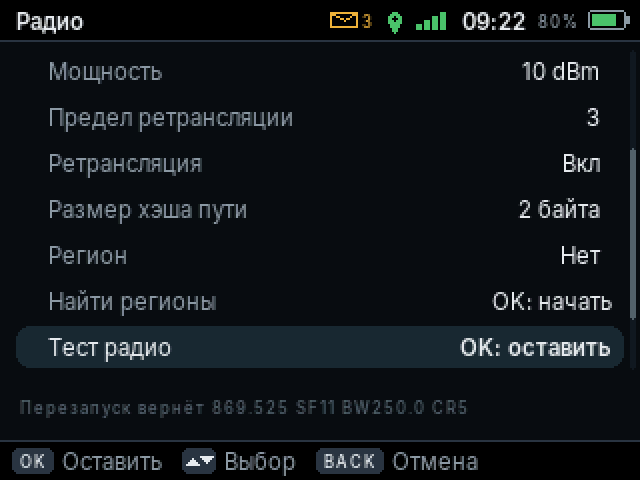 Радио 3 09:22 80%
Мощность 10 dBm
Предел ретрансляции 3
Ретрансляция Вкл
Размер хэша пути 2 байта
Регион Нет
Найти регионы OK: начать
Тест радио OK: оставить
Перезапуск вернёт 869.525 SF11 BW250.0 CR5
OK Оставить Выбор BACK Отмена